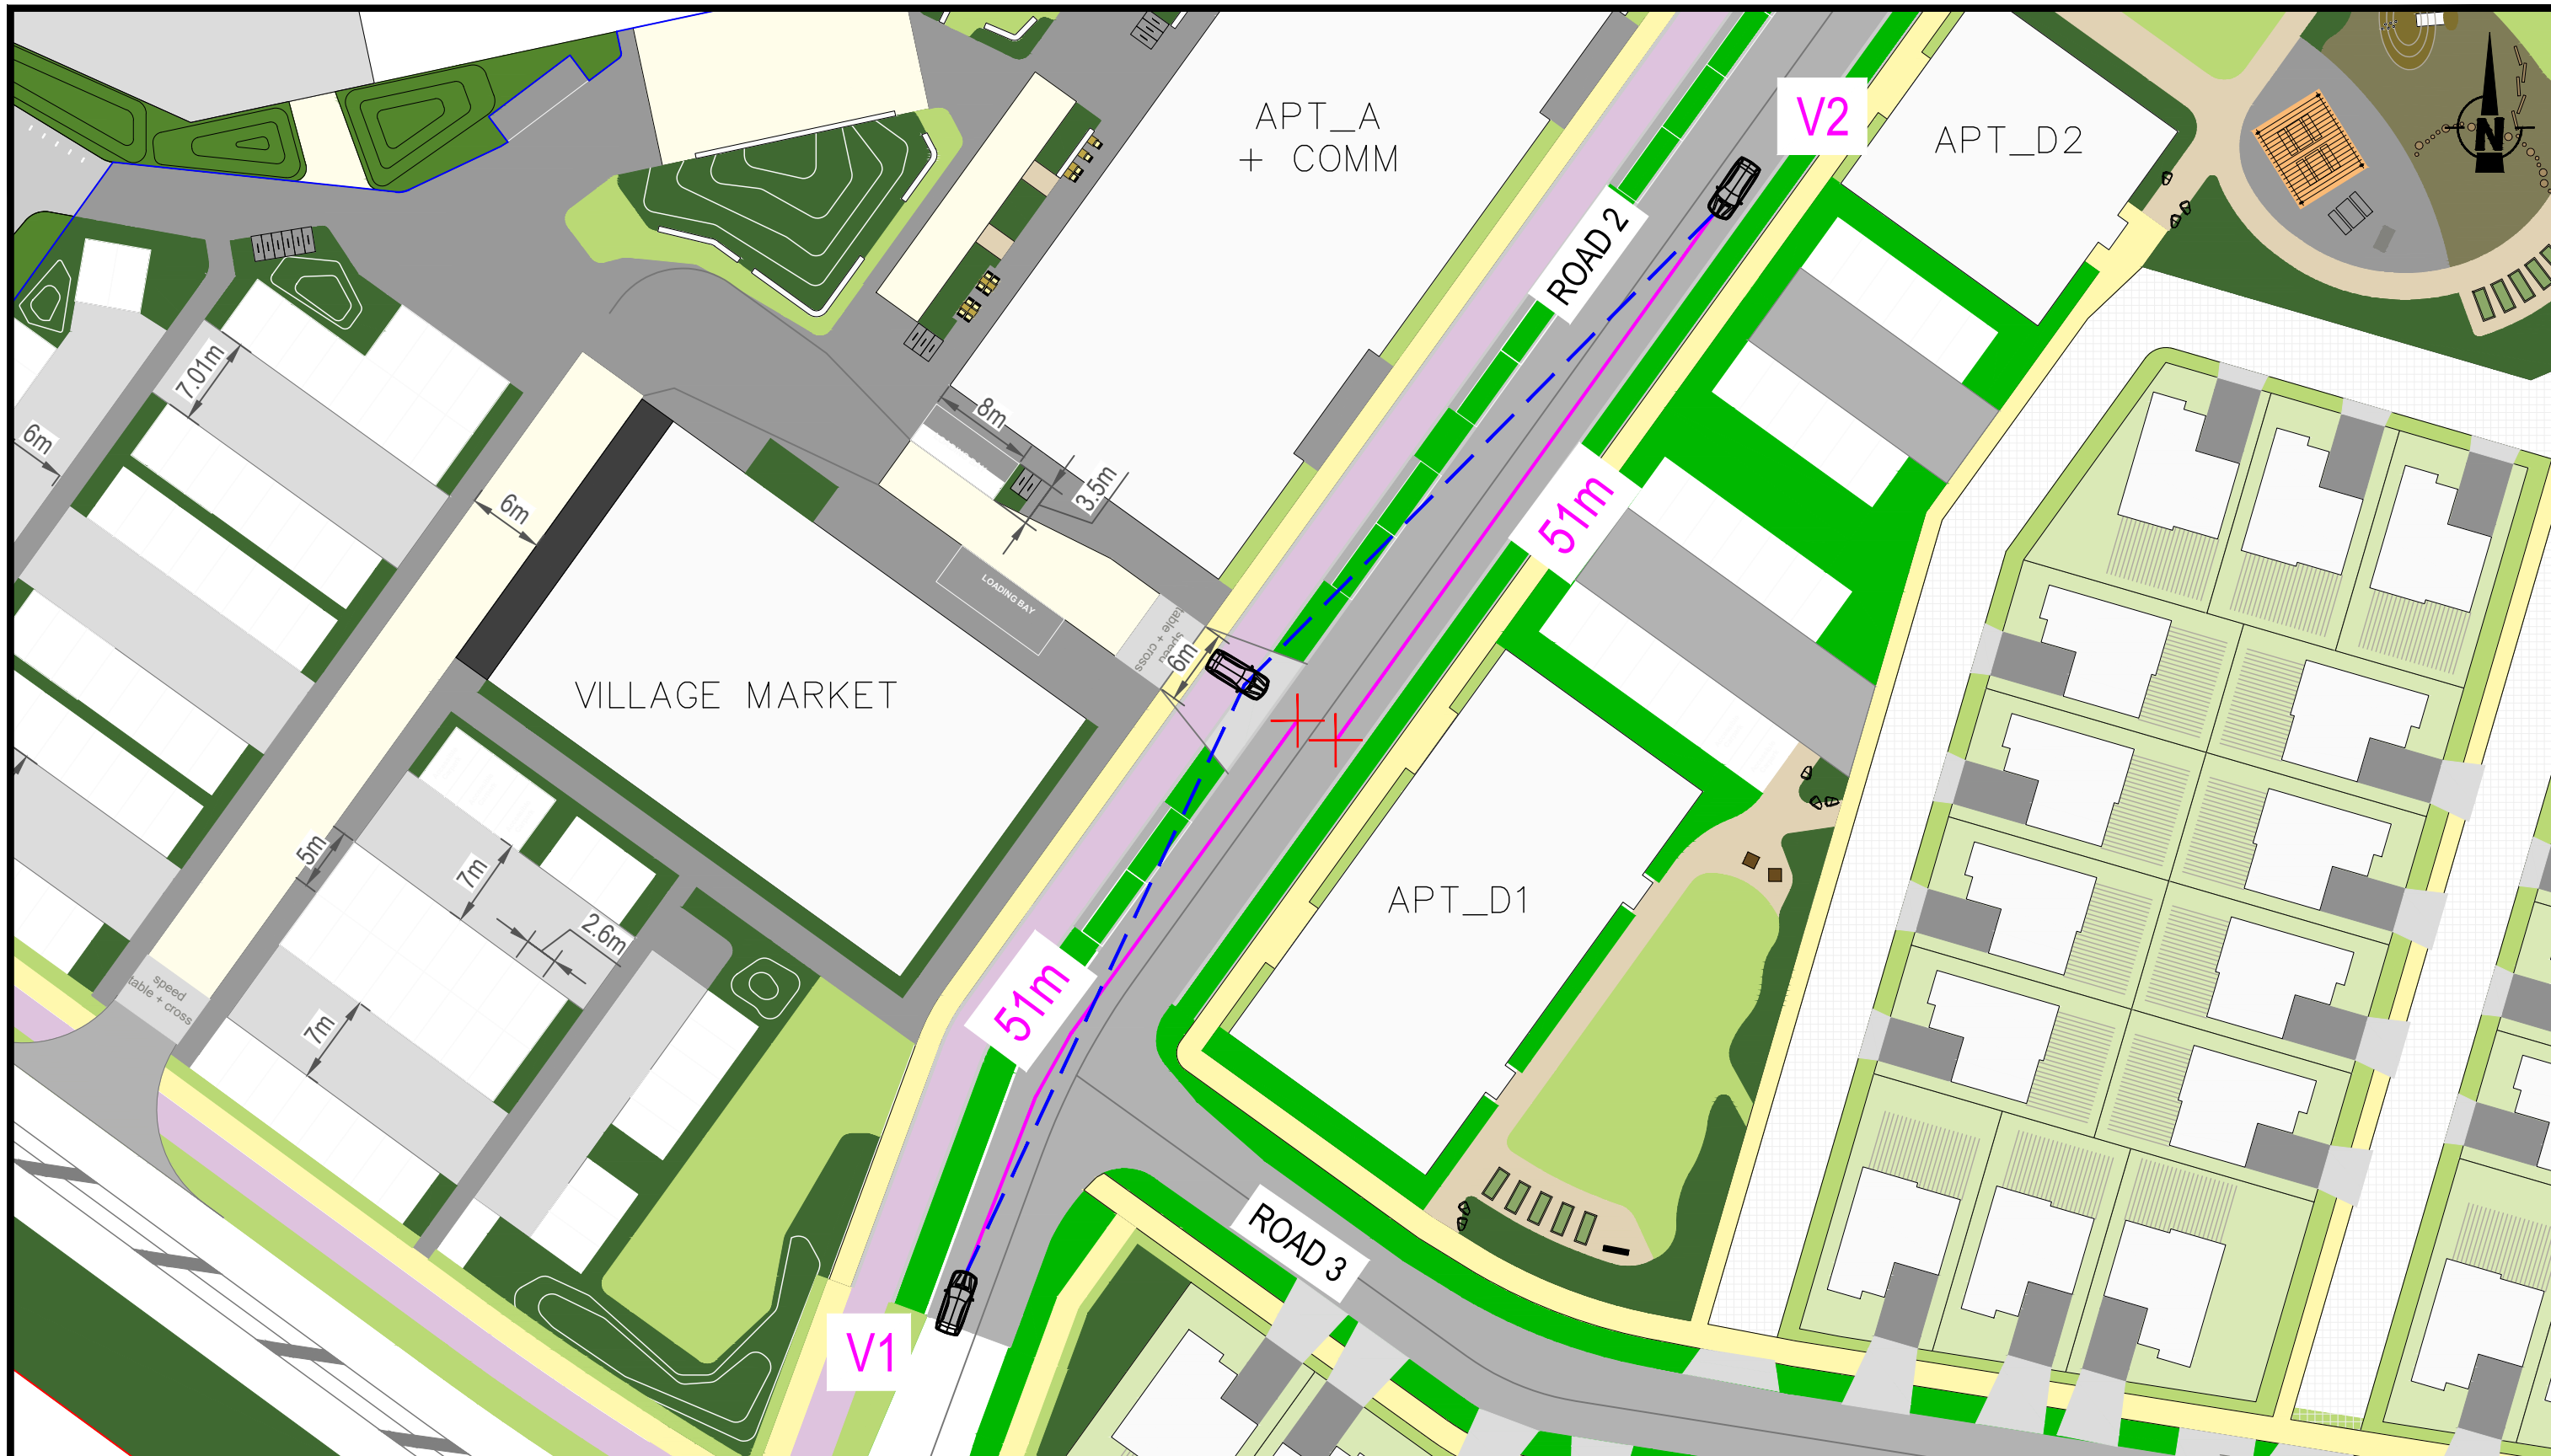 APT_A
+ COMM
V2
APT_D2
N
ROAD 2
7.01m
6m
8m
3.5m
6m
51m
LOADING BAY
table + cross
speed
6m
VILLAGE MARKET
5m
7m
2.6m
APT_D1
51m
speed
table + cross
7m
ROAD 3
V1